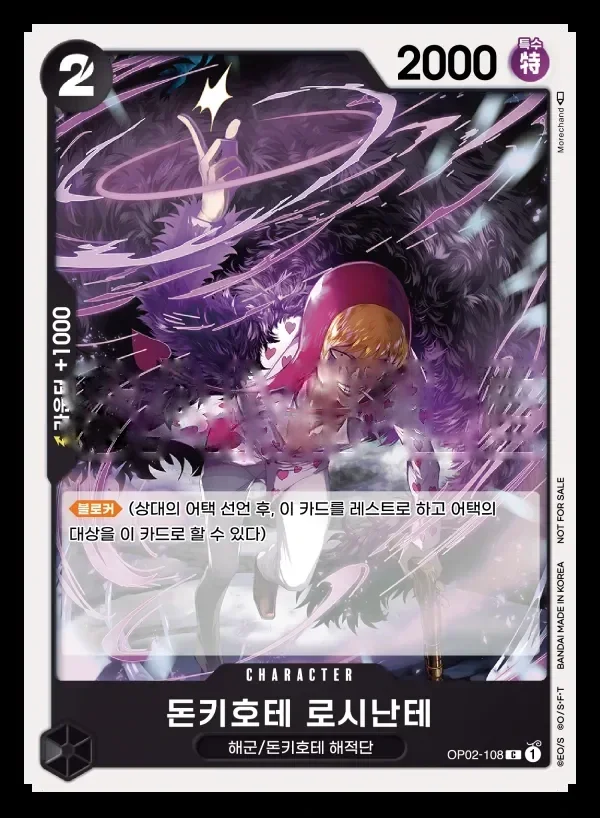 2
2000
특수
特
Morechand
카운터 +1000
블로커 (상대의 어택 선언 후, 이 카드를 레스트로 하고 어택의
대상을 이 카드로 할 수 있다)
CHARACTER
돈키호테 로시난테
해군/돈키호테 해적단
OP02-108 C 1
©EO/S ©O/S·F·T BANDAI MADE IN KOREA NOT FOR SALE